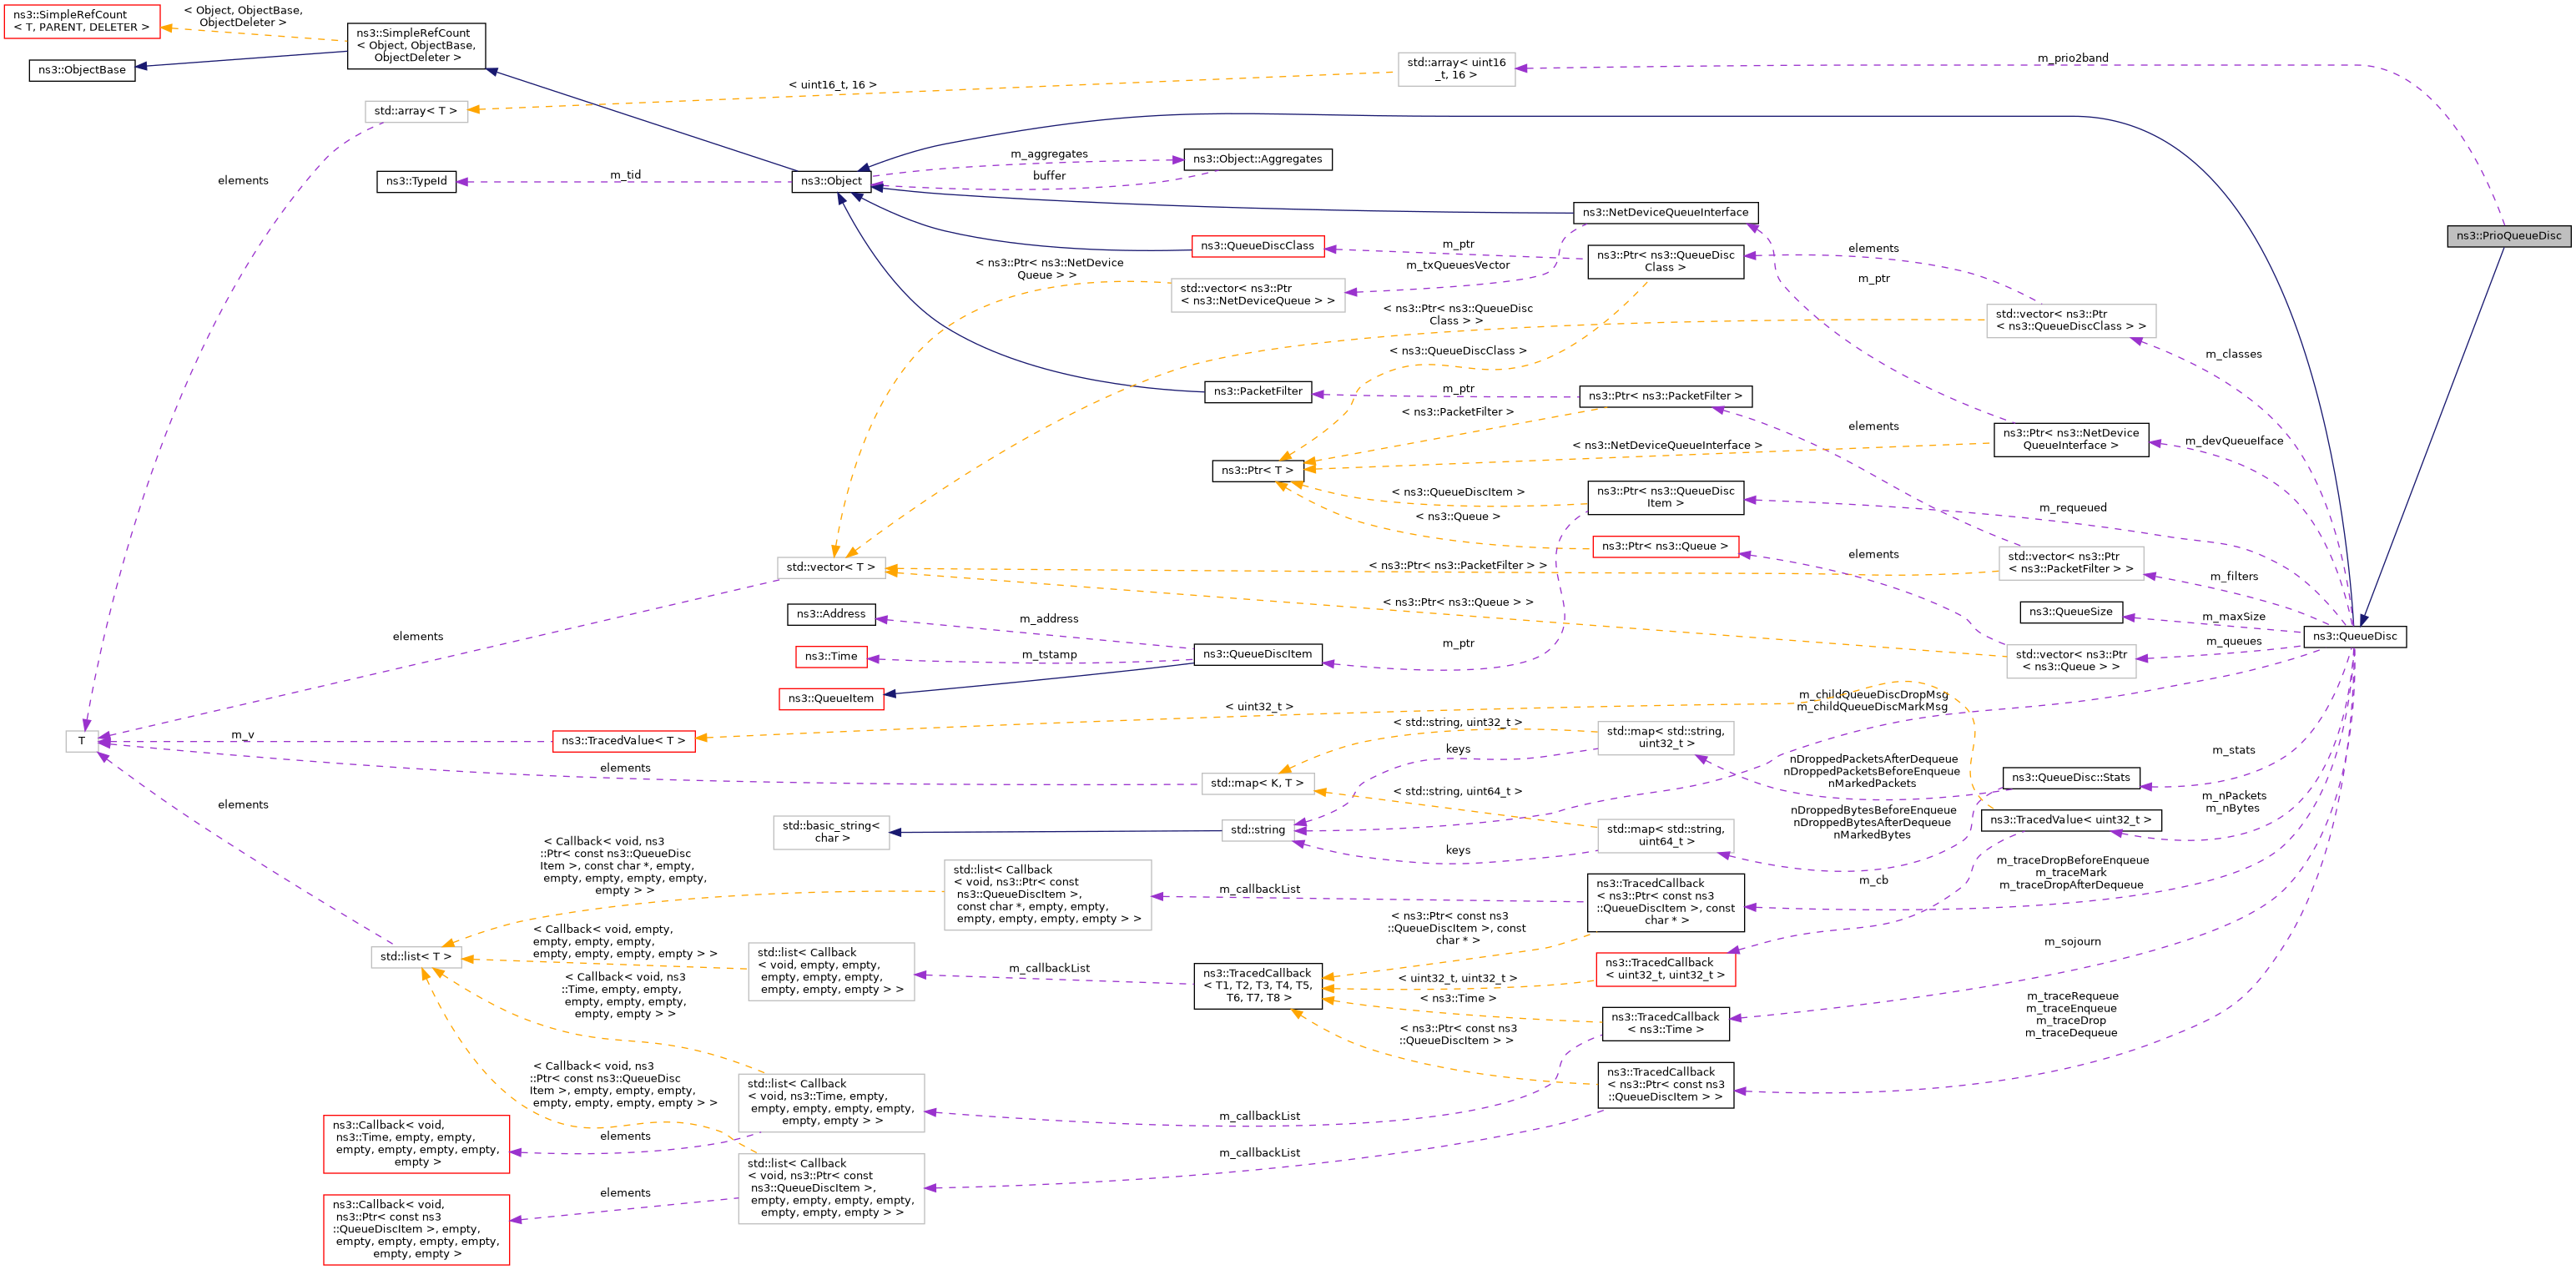 ns3::SimpleRefCount
< T, PARENT, DELETER >
< Object, ObjectBase,
ObjectDeleter >
ns3::SimpleRefCount
< Object, ObjectBase,
ObjectDeleter >
ns3::ObjectBase
std::array< T >
< uint16_t, 16 >
std::array< uint16
_t, 16 >
m_prio2band
elements
ns3::TypeId
m_tid
ns3::Object
m_aggregates
buffer
ns3::Object::Aggregates
ns3::NetDeviceQueueInterface
ns3::PrioQueueDisc
ns3::QueueDiscClass
m_ptr
m_txQueuesVector
ns3::Ptr< ns3::QueueDisc
Class >
elements
m_ptr
< ns3::Ptr< ns3::NetDevice
Queue > >
std::vector< ns3::Ptr
< ns3::NetDeviceQueue > >
< ns3::Ptr< ns3::QueueDisc
Class > >
std::vector< ns3::Ptr
< ns3::QueueDiscClass > >
< ns3::QueueDiscClass >
m_classes
ns3::PacketFilter
m_ptr
ns3::Ptr< ns3::PacketFilter >
< ns3::PacketFilter >
elements
< ns3::NetDeviceQueueInterface >
ns3::Ptr< ns3::NetDevice
QueueInterface >
m_devQueueIface
ns3::Ptr< T >
< ns3::QueueDiscItem >
ns3::Ptr< ns3::QueueDisc
Item >
m_requeued
< ns3::Queue >
ns3::Ptr< ns3::Queue >
elements
std::vector< T >
< ns3::Ptr< ns3::PacketFilter > >
std::vector< ns3::Ptr
< ns3::PacketFilter > >
m_filters
< ns3::Ptr< ns3::Queue > >
ns3::QueueSize
m_maxSize
ns3::QueueDisc
m_queues
std::vector< ns3::Ptr
< ns3::Queue > >
elements
ns3::Address
m_address
ns3::Time
m_tstamp
ns3::QueueDiscItem
m_ptr
ns3::QueueItem
m_childQueueDiscDropMsg
m_childQueueDiscMarkMsg
< uint32_t >
T
m_v
ns3::TracedValue< T >
< std::string, uint32_t >
std::map< std::string,
uint32_t >
keys
elements
std::map< K, T >
nDroppedPacketsAfterDequeue
nDroppedPacketsBeforeEnqueue
nMarkedPackets
ns3::QueueDisc::Stats
m_stats
< std::string, uint64_t >
elements
m_nPackets
m_nBytes
nDroppedBytesBeforeEnqueue
nDroppedBytesAfterDequeue
nMarkedBytes
ns3::TracedValue< uint32_t >
std::basic_string<
char >
std::string
std::map< std::string,
uint64_t >
keys
< Callback< void, ns3
::Ptr< const ns3::QueueDisc
Item >, const char *, empty,
empty, empty, empty, empty,
empty > >
std::list< Callback
< void, ns3::Ptr< const
ns3::QueueDiscItem >,
const char *, empty, empty,
empty, empty, empty, empty > >
m_callbackList
ns3::TracedCallback
< ns3::Ptr< const ns3
::QueueDiscItem >, const
char * >
m_cb
m_traceDropBeforeEnqueue
m_traceMark
m_traceDropAfterDequeue
< ns3::Ptr< const ns3
::QueueDiscItem >, const
char * >
std::list< T >
< Callback< void, empty,
empty, empty, empty,
empty, empty, empty, empty > >
std::list< Callback
< void, empty, empty,
empty, empty, empty,
empty, empty, empty > >
m_callbackList
ns3::TracedCallback
< T1, T2, T3, T4, T5,
T6, T7, T8 >
< uint32_t, uint32_t >
ns3::TracedCallback
< uint32_t, uint32_t >
m_sojourn
< Callback< void, ns3
::Time, empty, empty,
empty, empty, empty,
empty, empty > >
< ns3::Time >
ns3::TracedCallback
< ns3::Time >
< ns3::Ptr< const ns3
::QueueDiscItem > >
m_traceRequeue
m_traceEnqueue
m_traceDrop
m_traceDequeue
< Callback< void, ns3
::Ptr< const ns3::QueueDisc
Item >, empty, empty, empty,
empty, empty, empty, empty > >
std::list< Callback
< void, ns3::Time, empty,
empty, empty, empty, empty,
empty, empty > >
m_callbackList
ns3::TracedCallback
< ns3::Ptr< const ns3
::QueueDiscItem > >
ns3::Callback< void,
ns3::Time, empty, empty,
empty, empty, empty, empty,
empty >
elements
m_callbackList
std::list< Callback
< void, ns3::Ptr< const
ns3::QueueDiscItem >,
empty, empty, empty, empty,
empty, empty, empty > >
elements
ns3::Callback< void,
ns3::Ptr< const ns3
::QueueDiscItem >, empty,
empty, empty, empty, empty,
empty, empty >